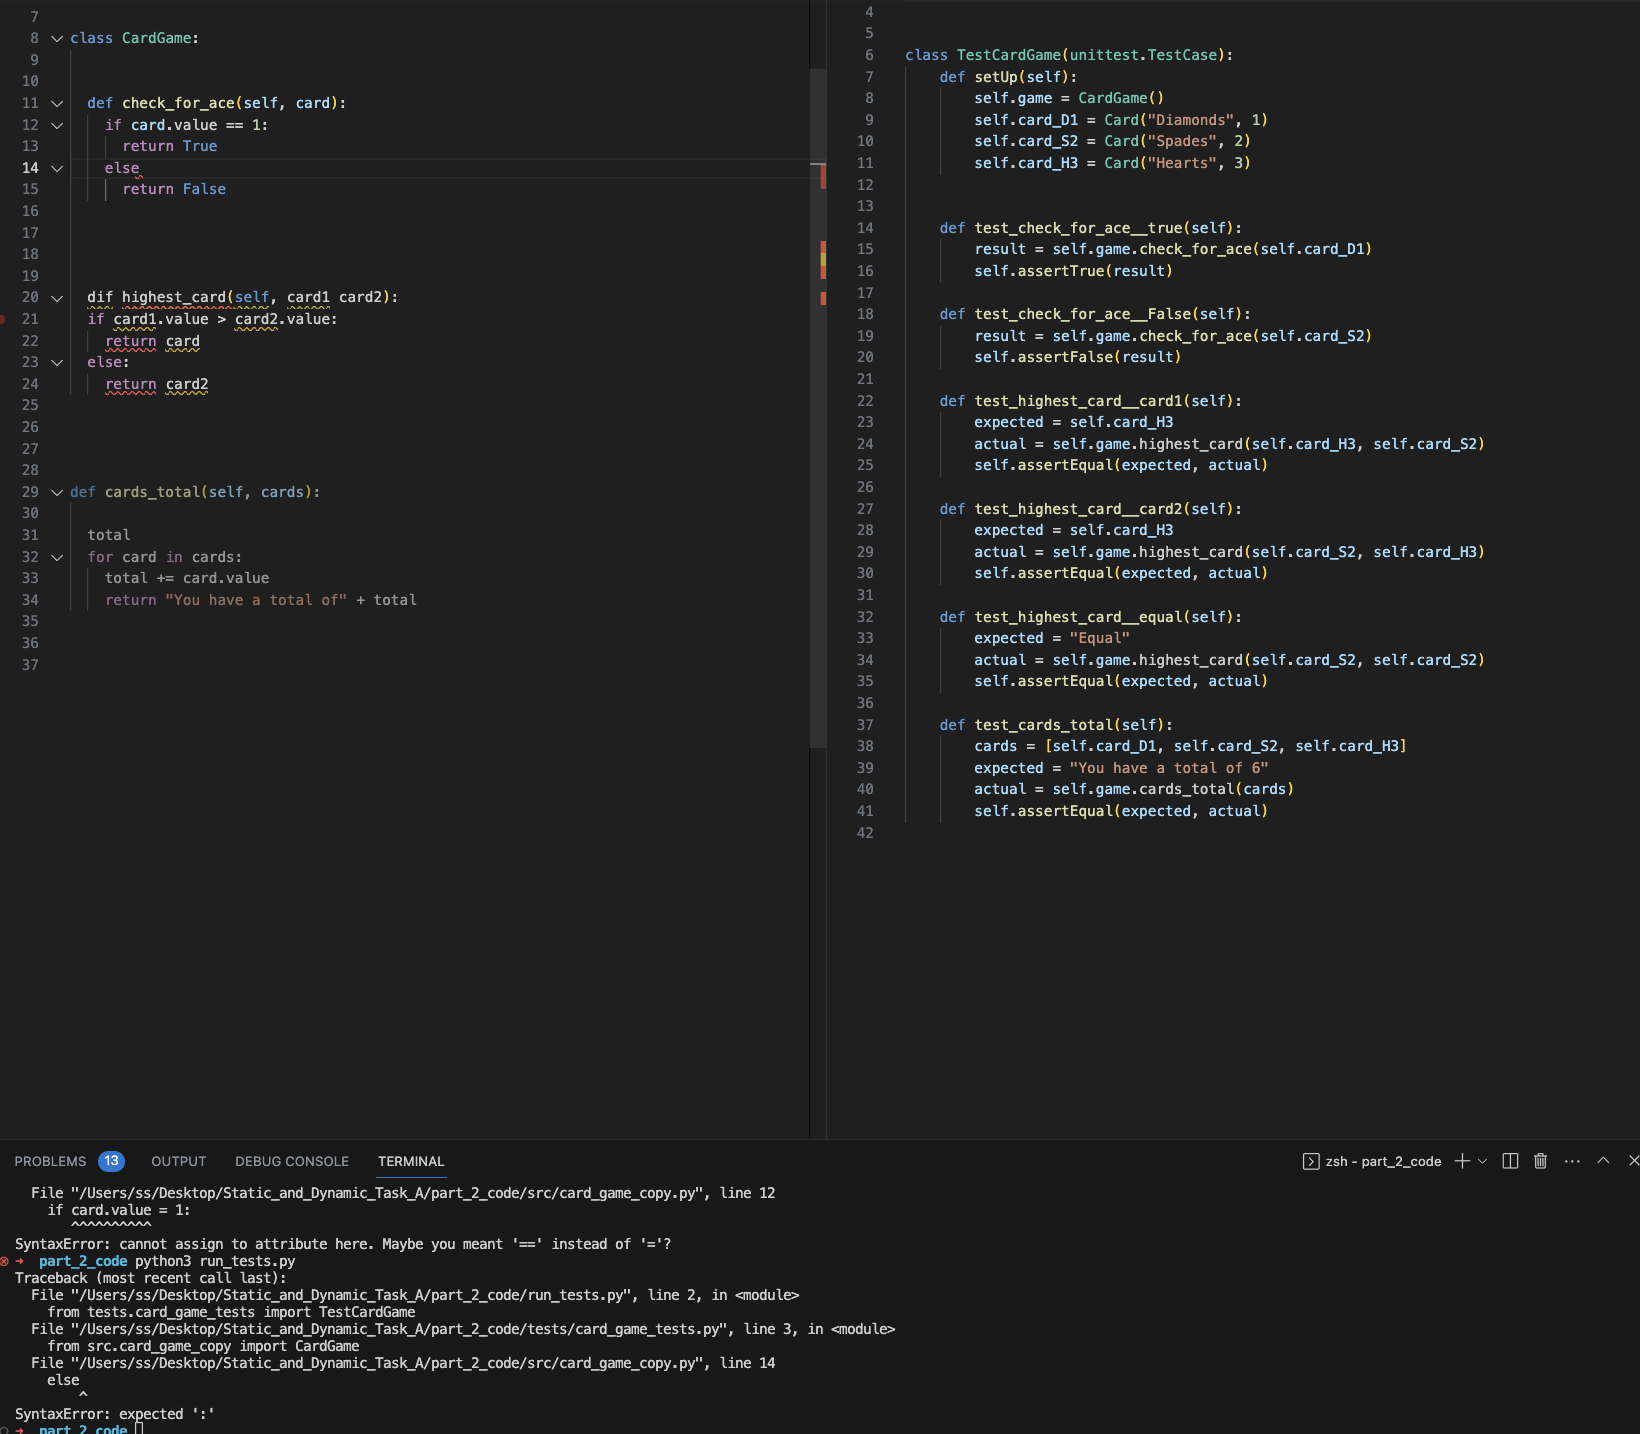 7
8 class CardGame:
9
10
11 def check_for_ace(self, card):
12 if card.value == 1:
13 return True
14 else
15 return False
16
17
18
19
20 dif highest_card(self, card1 card2):
21 if card1.value > card2.value:
22 return card
23 else:
24 return card2
25
26
27
28
29 def cards_total(self, cards):
30
31 total
32 for card in cards:
33 total += card.value
34 return "You have a total of" + total
35
36
37
4
5
6 class TestCardGame(unittest.TestCase):
7 def setUp(self):
8 self.game = CardGame()
9 self.card_D1 = Card("Diamonds", 1)
10 self.card_S2 = Card("Spades", 2)
11 self.card_H3 = Card("Hearts", 3)
12
13
14 def test_check_for_ace__true(self):
15 result = self.game.check_for_ace(self.card_D1)
16 self.assertTrue(result)
17
18 def test_check_for_ace__False(self):
19 result = self.game.check_for_ace(self.card_S2)
20 self.assertFalse(result)
21
22 def test_highest_card__card1(self):
23 expected = self.card_H3
24 actual = self.game.highest_card(self.card_H3, self.card_S2)
25 self.assertEqual(expected, actual)
26
27 def test_highest_card__card2(self):
28 expected = self.card_H3
29 actual = self.game.highest_card(self.card_S2, self.card_H3)
30 self.assertEqual(expected, actual)
31
32 def test_highest_card__equal(self):
33 expected = "Equal"
34 actual = self.game.highest_card(self.card_S2, self.card_S2)
35 self.assertEqual(expected, actual)
36
37 def test_cards_total(self):
38 cards = [self.card_D1, self.card_S2, self.card_H3]
39 expected = "You have a total of 6"
40 actual = self.game.cards_total(cards)
41 self.assertEqual(expected, actual)
42
PROBLEMS 13 OUTPUT DEBUG CONSOLE TERMINAL zsh - part_2_code
File "/Users/ss/Desktop/Static_and_Dynamic_Task_A/part_2_code/src/card_game_copy.py", line 12
if card.value = 1:
^^^^^^^^^^
SyntaxError: cannot assign to attribute here. Maybe you meant '==' instead of '='?
→ part_2_code python3 run_tests.py
Traceback (most recent call last):
File "/Users/ss/Desktop/Static_and_Dynamic_Task_A/part_2_code/run_tests.py", line 2, in <module>
from tests.card_game_tests import TestCardGame
File "/Users/ss/Desktop/Static_and_Dynamic_Task_A/part_2_code/tests/card_game_tests.py", line 3, in <module>
from src.card_game_copy import CardGame
File "/Users/ss/Desktop/Static_and_Dynamic_Task_A/part_2_code/src/card_game_copy.py", line 14
else
^
SyntaxError: expected ':'
→ part_2_code